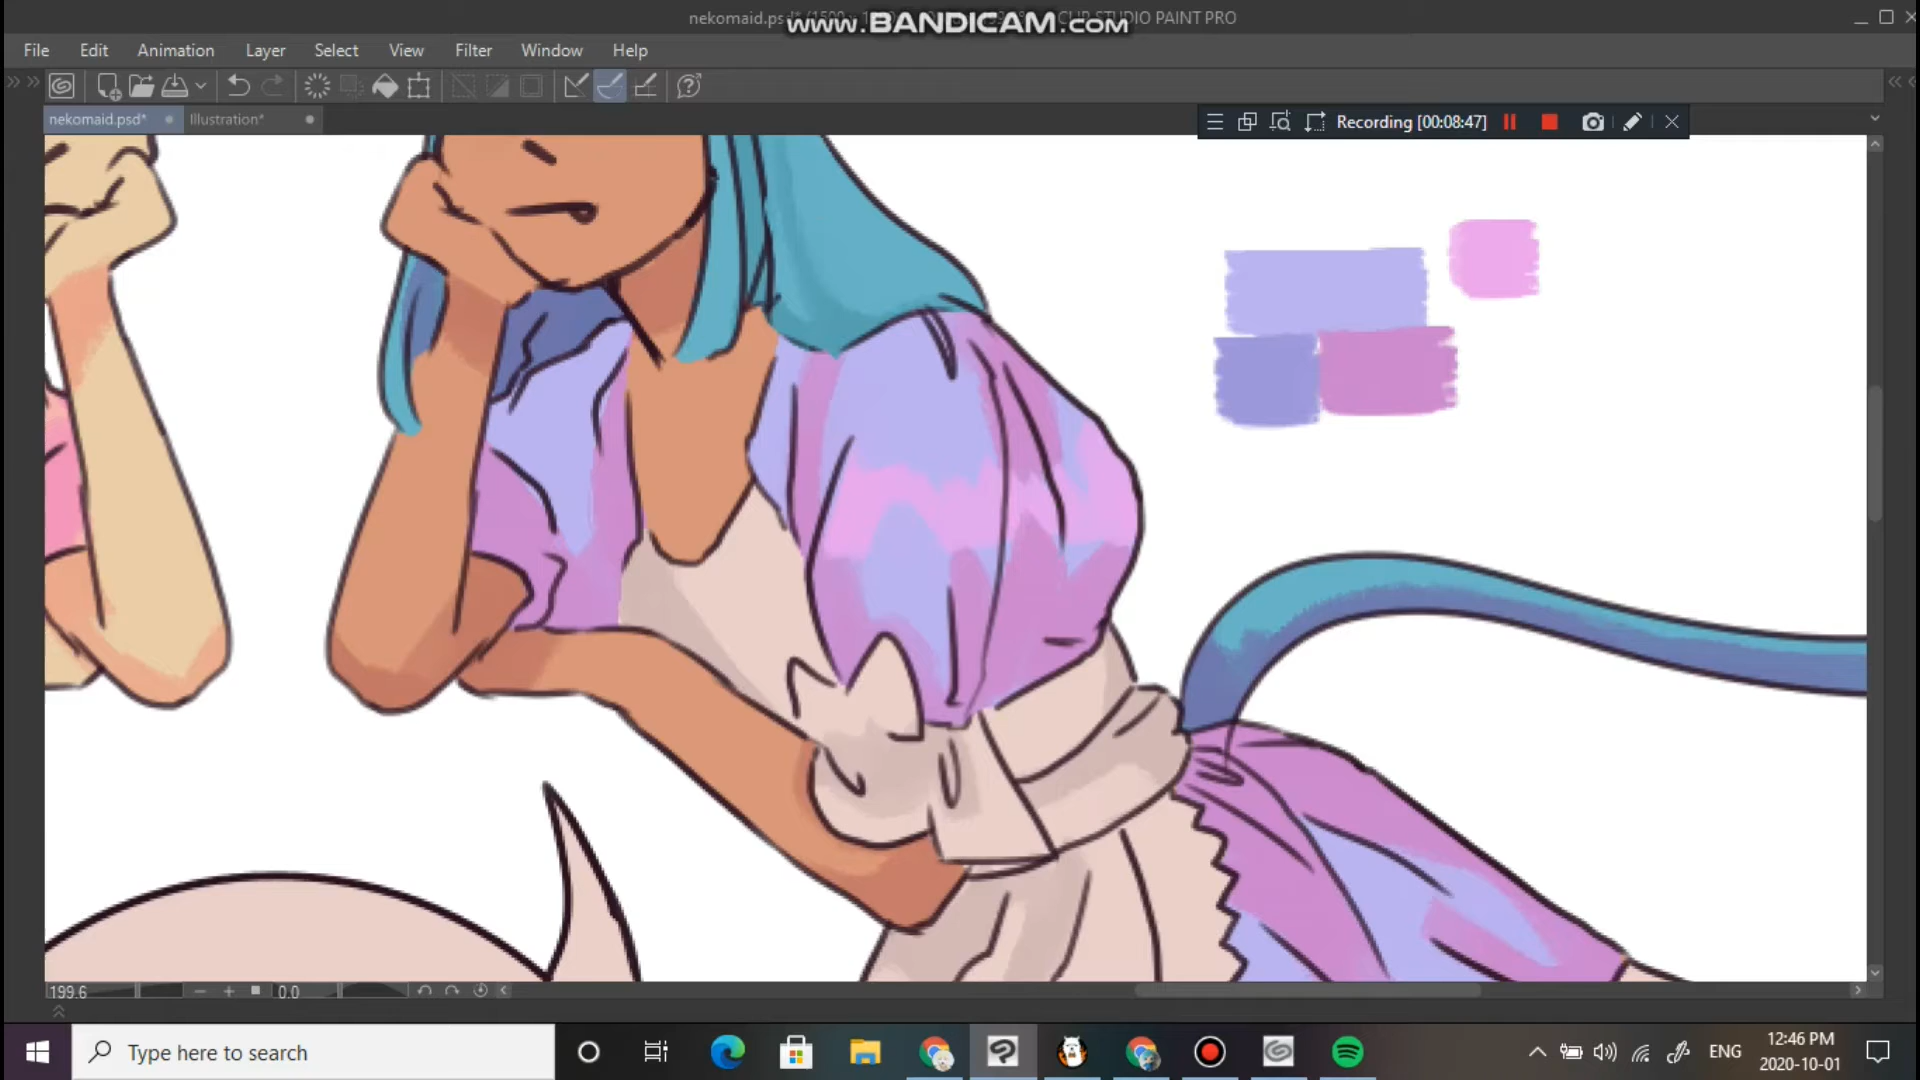 nekomaid.psd* (1500 CLIP STUDIO PAINT PRO
www.BANDICAM.com
File Edit Animation Layer Select View Filter Window Help
nekomaid.psd* Illustration*
Recording [00:08:47]
199.6 0.0
Type here to search
ENG
12:46 PM
2020-10-01